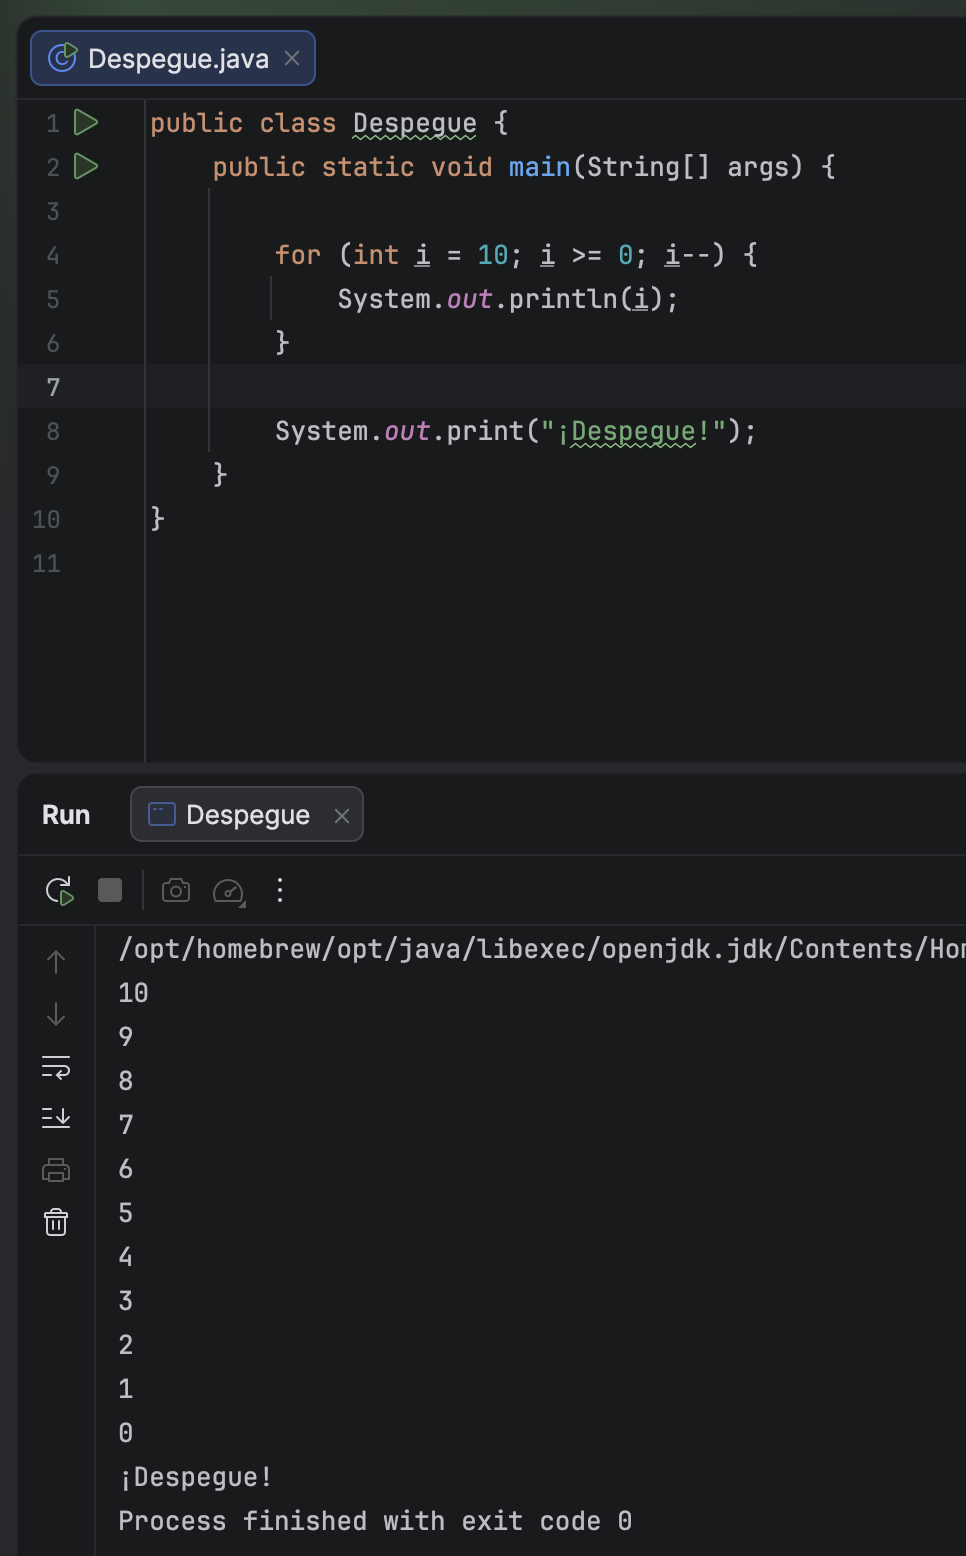 Despegue.java
1 public class Despegue {
2     public static void main(String[] args) {
3
4         for (int i = 10; i >= 0; i--) {
5             System.out.println(i);
6         }
7
8         System.out.print("¡Despegue!");
9     }
10 }
11
Run Despegue
/opt/homebrew/opt/java/libexec/openjdk.jdk/Contents/Hom
10
9
8
7
6
5
4
3
2
1
0
¡Despegue!
Process finished with exit code 0